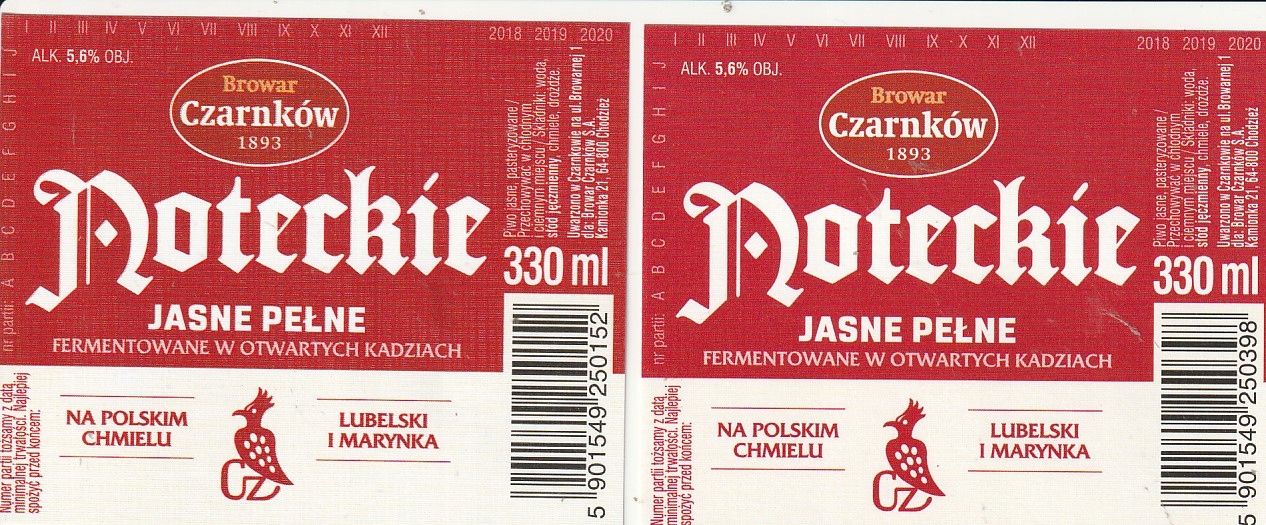 I II III IV V VI VII VIII IX X XI XII
2018 2019 2020
ALK. 5,6% OBJ.
Browar
Czarnków
1893
Noteckie
JASNE PEŁNE
FERMENTOWANE W OTWARTYCH KADZIACH
nr partii: A B C D E F G H I J
Piwo jasne, pasteryzowane /
Przechowywać w chłodnym
i ciemnym miejscu / Składniki: woda,
słód jęczmienny, chmiele, drożdże.
Uwarzono w Czarnkowie na ul. Browarnej 1
dla: Browar Czarnków S.A.
Kamionka 21, 64-800 Chodzież
330 ml
5 901549 250152
Numer partii tożsamy z datą
minimalnej trwałości. Najlepiej
spożyć przed końcem:
NA POLSKIM
CHMIELU
CZ
LUBELSKI
I MARYNKA
I II III IV V VI VII VIII IX X XI XII
2018 2019 2020
ALK. 5,6% OBJ.
Browar
Czarnków
1893
Noteckie
JASNE PEŁNE
FERMENTOWANE W OTWARTYCH KADZIACH
nr partii: A B C D E F G H I J
Piwo jasne, pasteryzowane /
Przechowywać w chłodnym
i ciemnym miejscu / Składniki: woda,
słód jęczmienny, chmiele, drożdże.
Uwarzono w Czarnkowie na ul. Browarnej 1
dla: Browar Czarnków S.A.
Kamionka 21, 64-800 Chodzież
330 ml
5 901549 250398
Numer partii tożsamy z datą
minimalnej trwałości. Najlepiej
spożyć przed końcem:
NA POLSKIM
CHMIELU
CZ
LUBELSKI
I MARYNKA